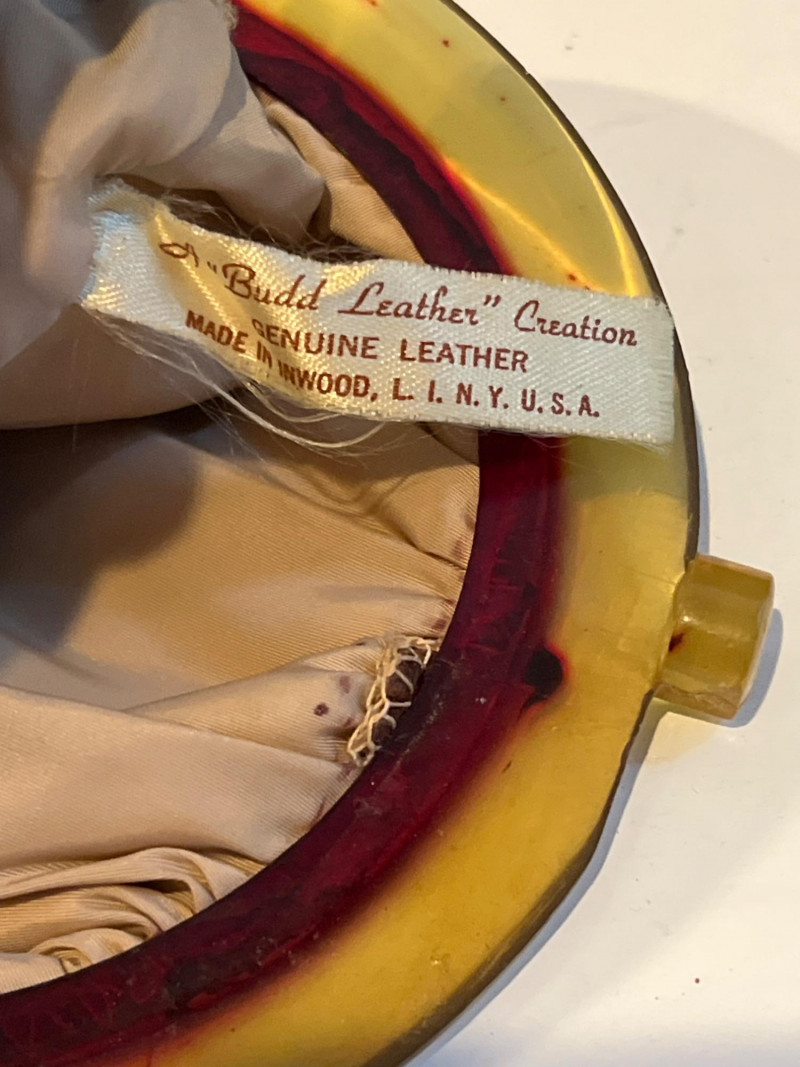 A "Budd Leather" Creation
GENUINE LEATHER
MADE IN INWOOD, L. I. N. Y. U. S. A.